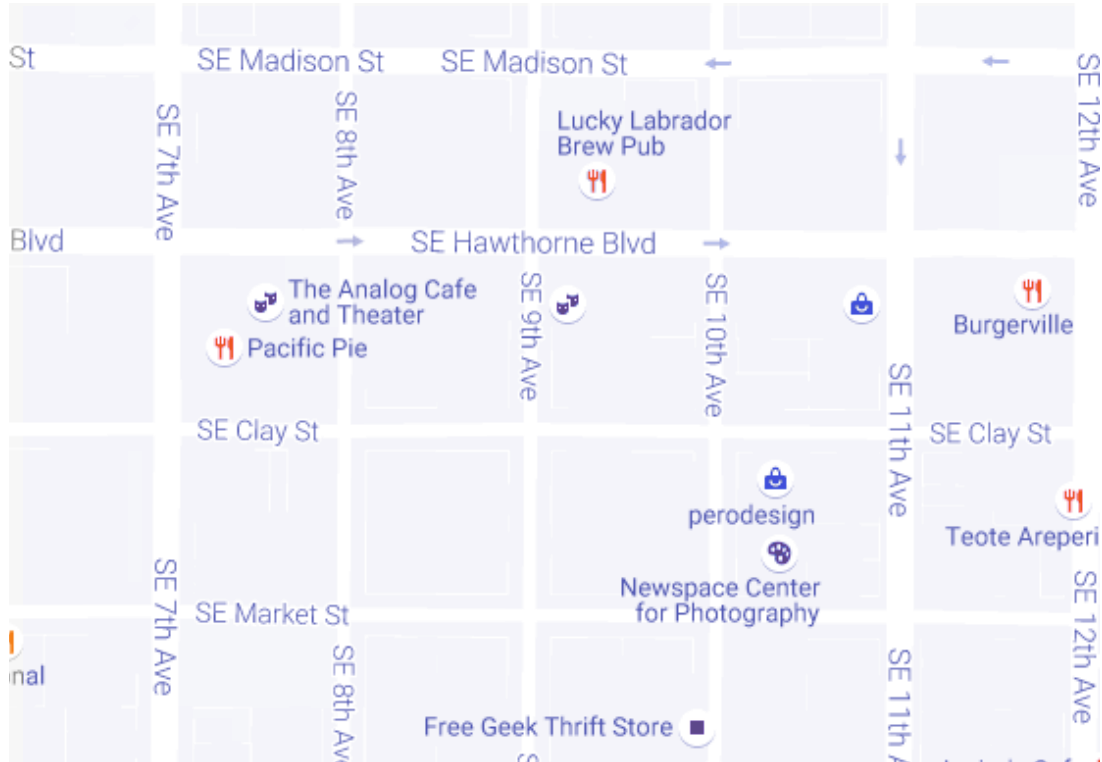 St
SE Madison St
SE Madison St
SE 7th Ave
SE 8th Ave
SE 12th Ave
Lucky Labrador
Brew Pub
Blvd
SE Hawthorne Blvd
The Analog Cafe
and Theater
Pacific Pie
SE 9th Ave
SE 10th Ave
Burgerville
SE 11th Ave
SE Clay St
SE Clay St
perodesign
Teote Areperi
Newspace Center
for Photography
SE 7th Ave
SE Market St
SE 12th Ave
nal
SE 8th Ave
SE 11th A
Free Geek Thrift Store
S